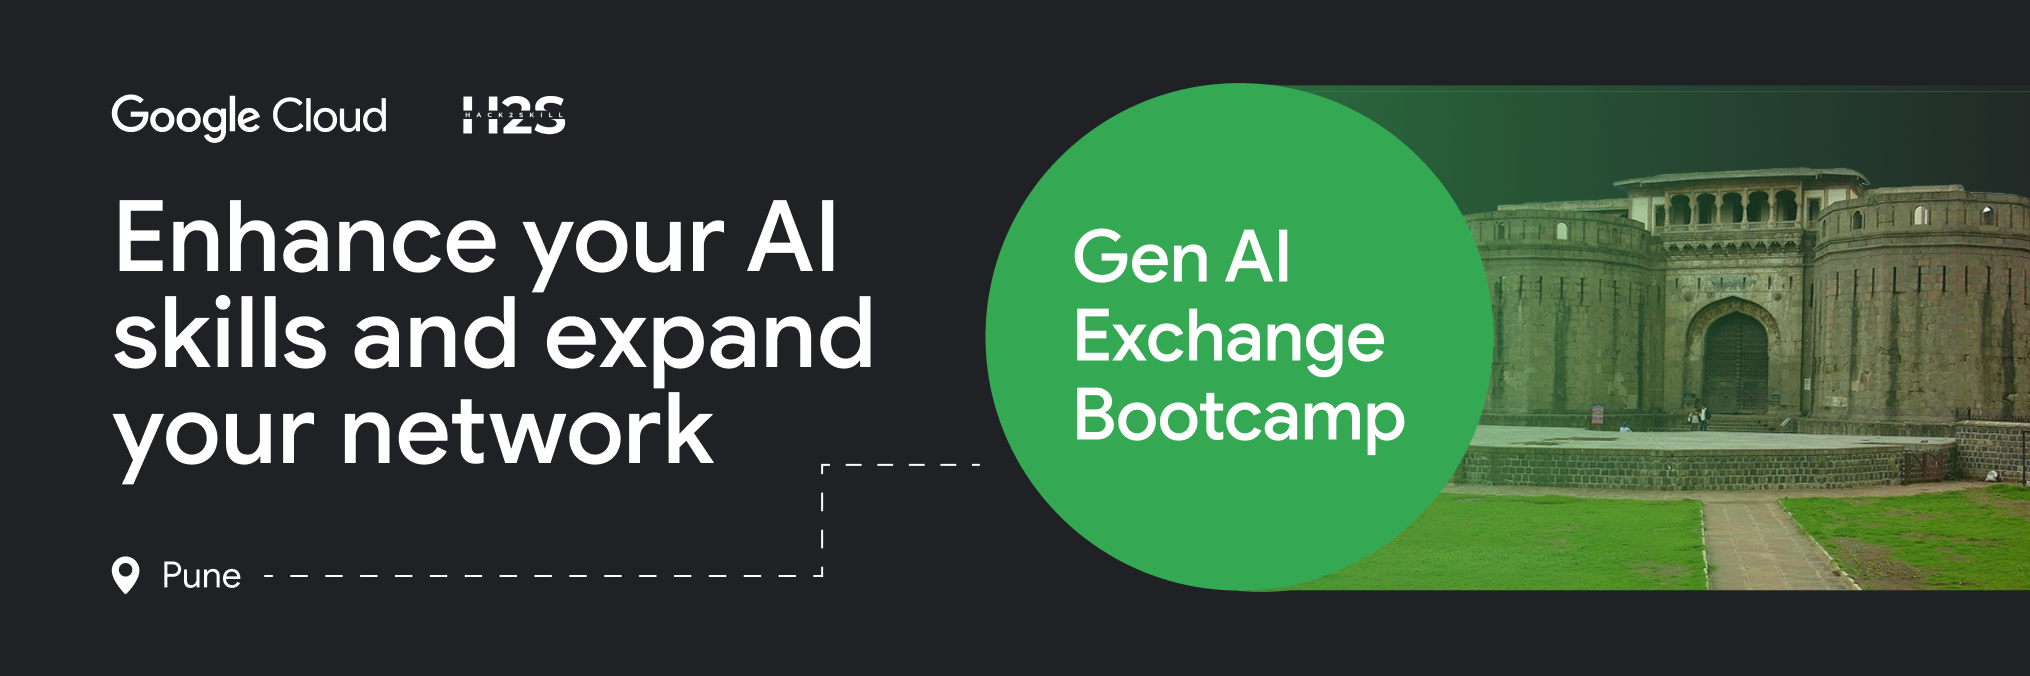 Google Cloud
H2S
HACK2SKILL
Enhance your AI
skills and expand
your network
Pune
Gen AI
Exchange
Bootcamp